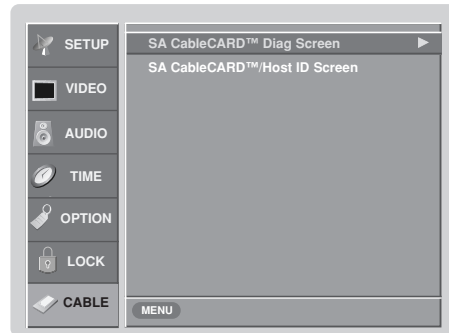 SETUP
VIDEO
AUDIO
TIME
OPTION
LOCK
CABLE
SA CableCARD™ Diag Screen
SA CableCARD™/Host ID Screen
MENU